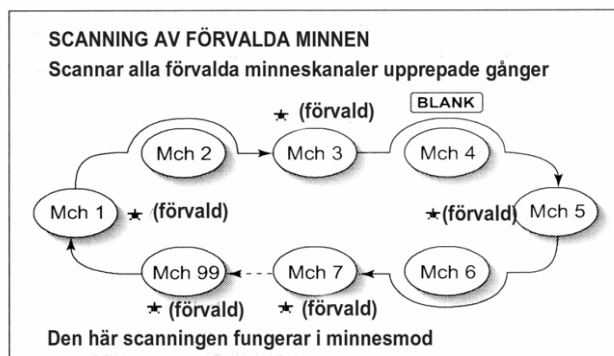 SCANNING AV FÖRVALDA MINNEN
Scannar alla förvalda minneskanaler upprepade gånger
★ (förvald)
BLANK
Mch 2
Mch 3
Mch 4
Mch 1
★ (förvald)
★(förvald)
Mch 5
Mch 99
Mch 7
Mch 6
★ (förvald)
★ (förvald)
Den här scanningen fungerar i minnesmod